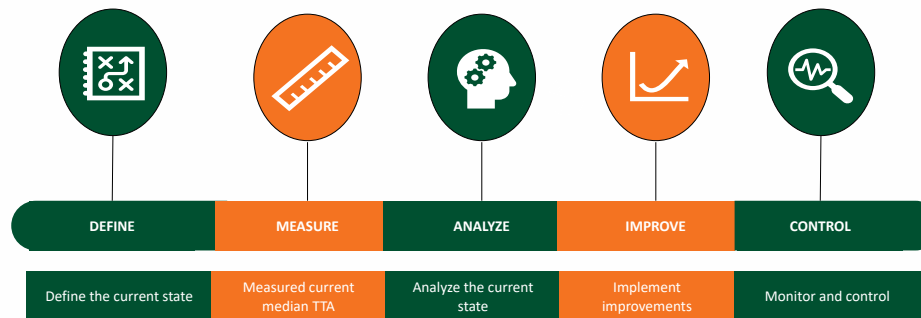 DEFINE
MEASURE
ANALYZE
IMPROVE
CONTROL
Define the current state
Measured current
median TTA
Analyze the current
state
Implement
improvements
Monitor and control